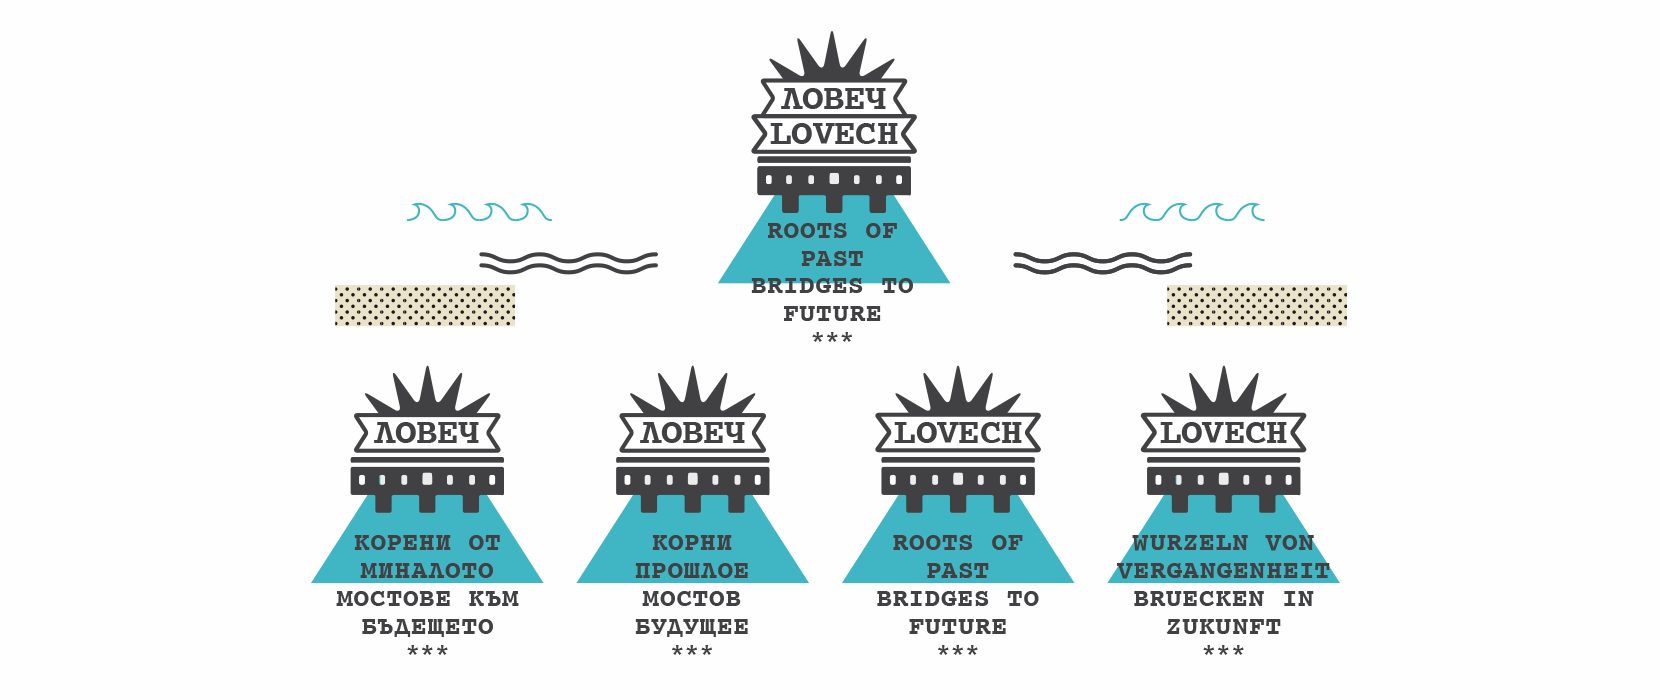 ЛОВЕЧ
LOVECH
ROOTS OF
PAST
BRIDGES TO
FUTURE
***
ЛОВЕЧ
КОРЕНИ ОТ
МИНАЛОТО
МОСТОВЕ КЪМ
БЪДЕЩЕТО
***
ЛОВЕЧ
КОРНИ
ПРОШЛОЕ
МОСТОВ
БУДУЩЕЕ
***
LOVECH
ROOTS OF
PAST
BRIDGES TO
FUTURE
***
LOVECH
WURZELN VON
VERGANGENHEIT
BRUECKEN IN
ZUKUNFT
***